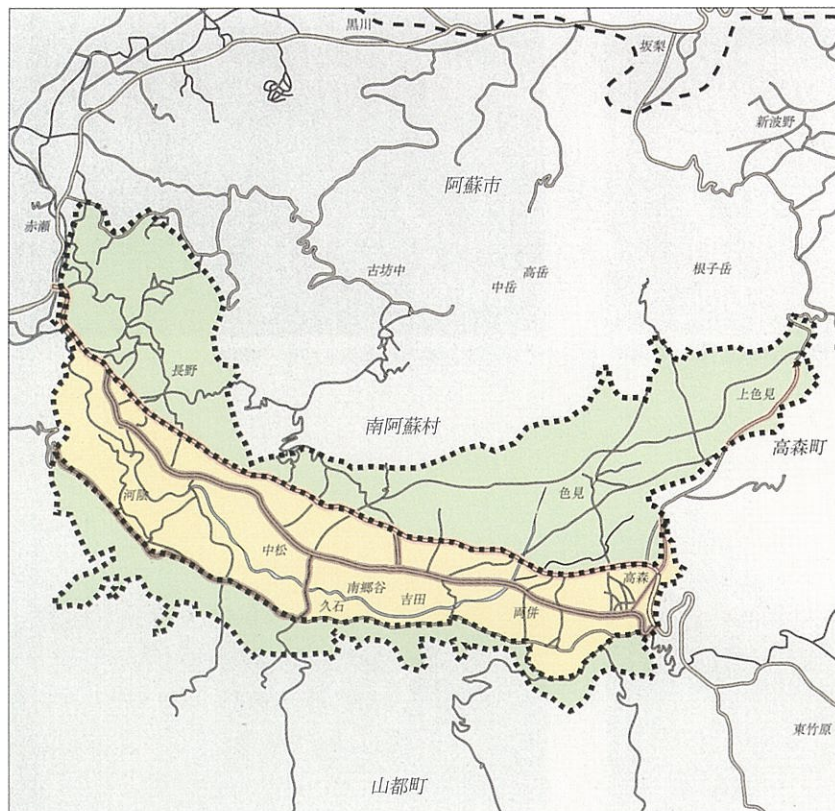 黒川
坂梨
新波野
阿蘇市
赤瀬
古坊中
高岳
中岳
根子岳
長野
上色見
南阿蘇村
高森町
色見
河陰
中松
高森
南郷谷
吉田
久石
両併
東竹原
山都町